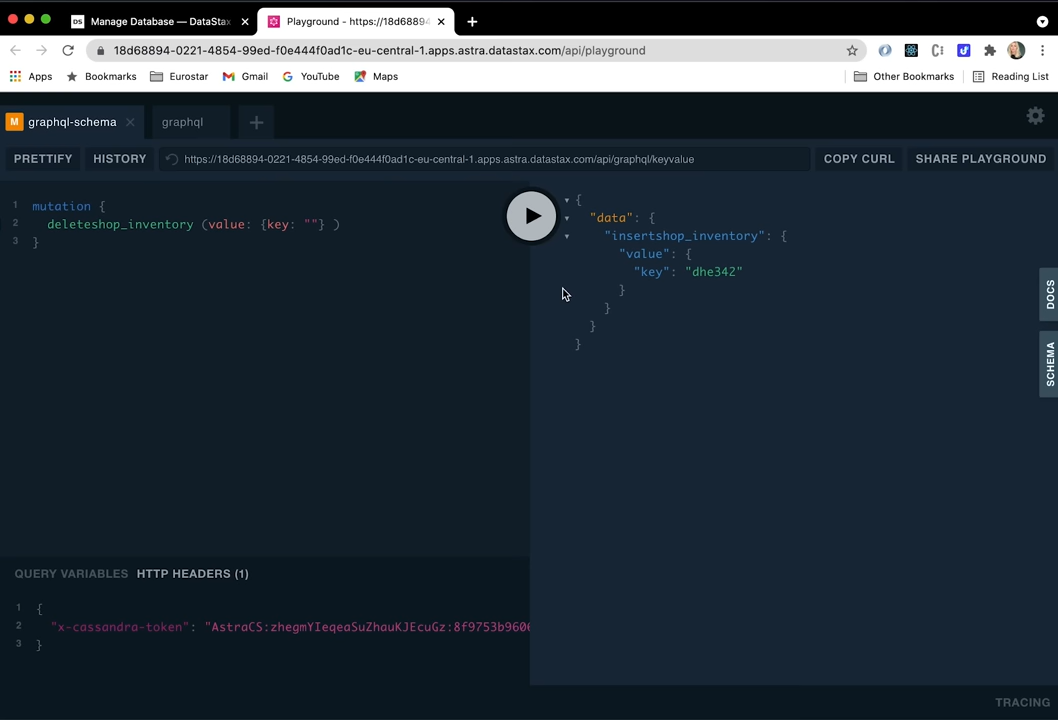 DS Manage Database — DataStax
Playground - https://18d68894
18d68894-0221-4854-99ed-f0e444f0ad1c-eu-central-1.apps.astra.datastax.com/api/playground
Apps Bookmarks Eurostar Gmail YouTube Maps Other Bookmarks Reading List
M graphql-schema graphql
PRETTIFY HISTORY https://18d68894-0221-4854-99ed-f0e444f0ad1c-eu-central-1.apps.astra.datastax.com/api/graphql/keyvalue COPY CURL SHARE PLAYGROUND
1 mutation {
2 deleteshop_inventory (value: {key: ""} )
3 }
{
"data": {
"insertshop_inventory": {
"value": {
"key": "dhe342"
}
}
}
}
DOCS
SCHEMA
QUERY VARIABLES HTTP HEADERS (1)
1 {
2 "x-cassandra-token": "AstraCS:zhegmYIeqeaSuZhauKJEcuGz:8f9753b960
3 }
TRACING